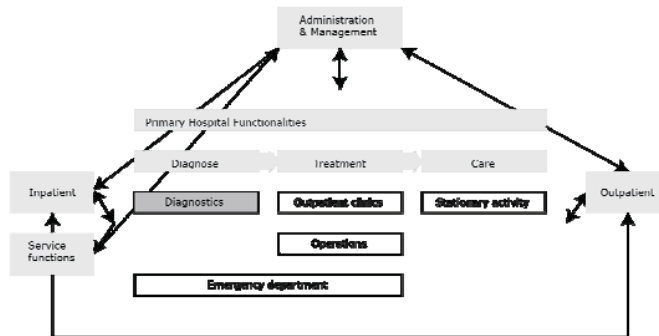 Administration
& Management
Primary Hospital Functionalities
Diagnose
Treatment
Care
Inpatient
Diagnostics
Outpatient clinics
Stationary activity
Outpatient
Service
functions
Operations
Emergency department